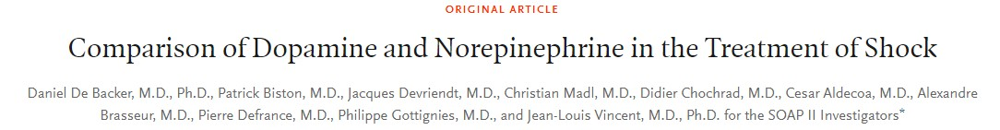 ORIGINAL ARTICLE
Comparison of Dopamine and Norepinephrine in the Treatment of Shock
Daniel De Backer, M.D., Ph.D., Patrick Biston, M.D., Jacques Devriendt, M.D., Christian Madl, M.D., Didier Chochrad, M.D., Cesar Aldecoa, M.D., Alexandre
Brasseur, M.D., Pierre Defrance, M.D., Philippe Gottignies, M.D., and Jean-Louis Vincent, M.D., Ph.D. for the SOAP II Investigators*